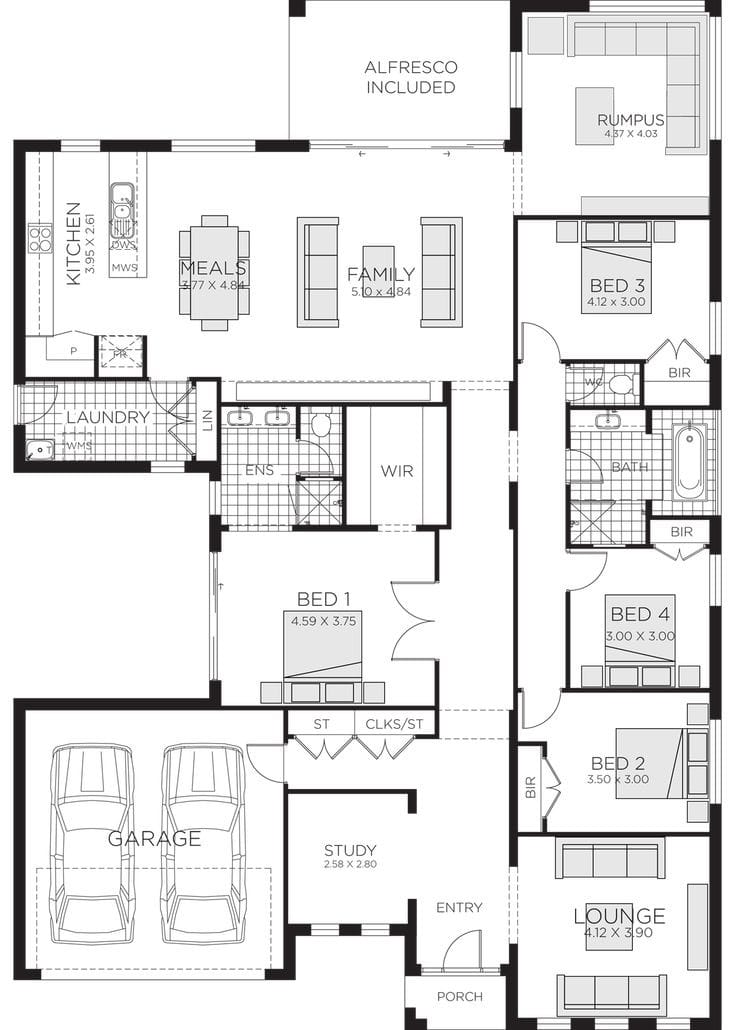 ALFRESCO
INCLUDED
RUMPUS
4.37 X 4.03
KITCHEN
3.95 X 2.61
DWS
MWS
MEALS
3.77 X 4.84
FAMILY
5.10 X 4.84
BED 3
4.12 X 3.00
P
FR
BIR
WC
LAUNDRY
LIN
WMS
T
ENS
WIR
BATH
BIR
BED 1
4.59 X 3.75
BED 4
3.00 X 3.00
ST
CLKS/ST
BED 2
3.50 X 3.00
BIR
GARAGE
STUDY
2.58 X 2.80
ENTRY
LOUNGE
4.12 X 3.90
PORCH